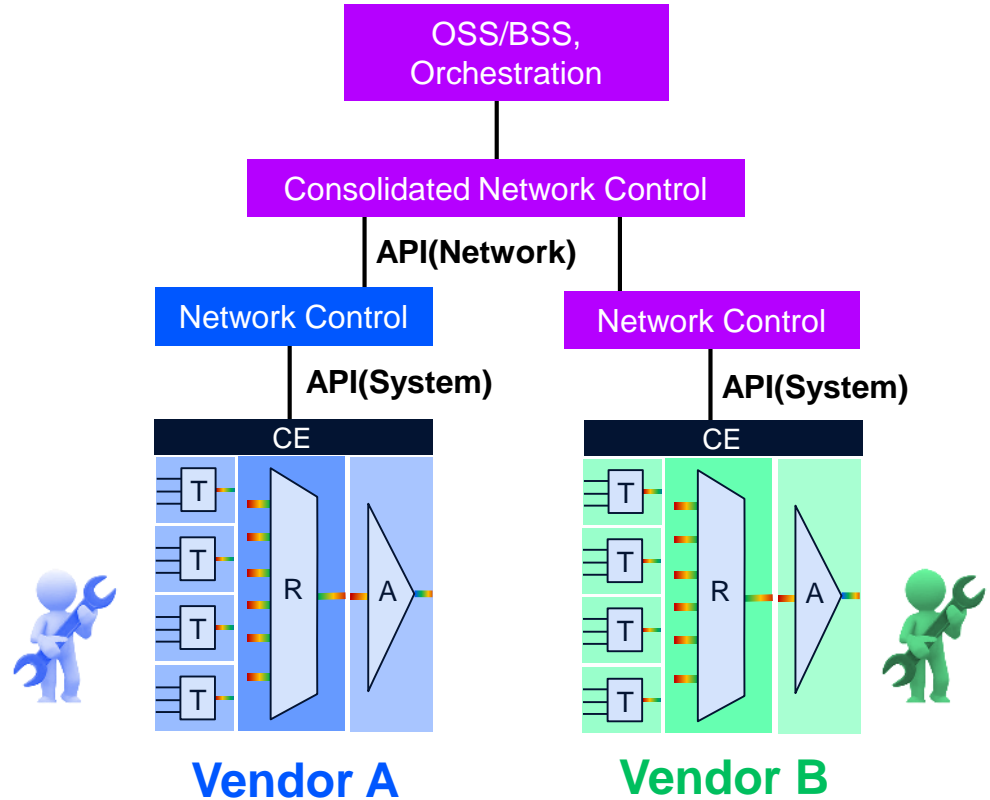 OSS/BSS,
Orchestration
Consolidated Network Control
API(Network)
Network Control
Network Control
API(System)
API(System)
CE
CE
T
T
T
T
R
A
T
T
T
T
R
A
Vendor A
Vendor B